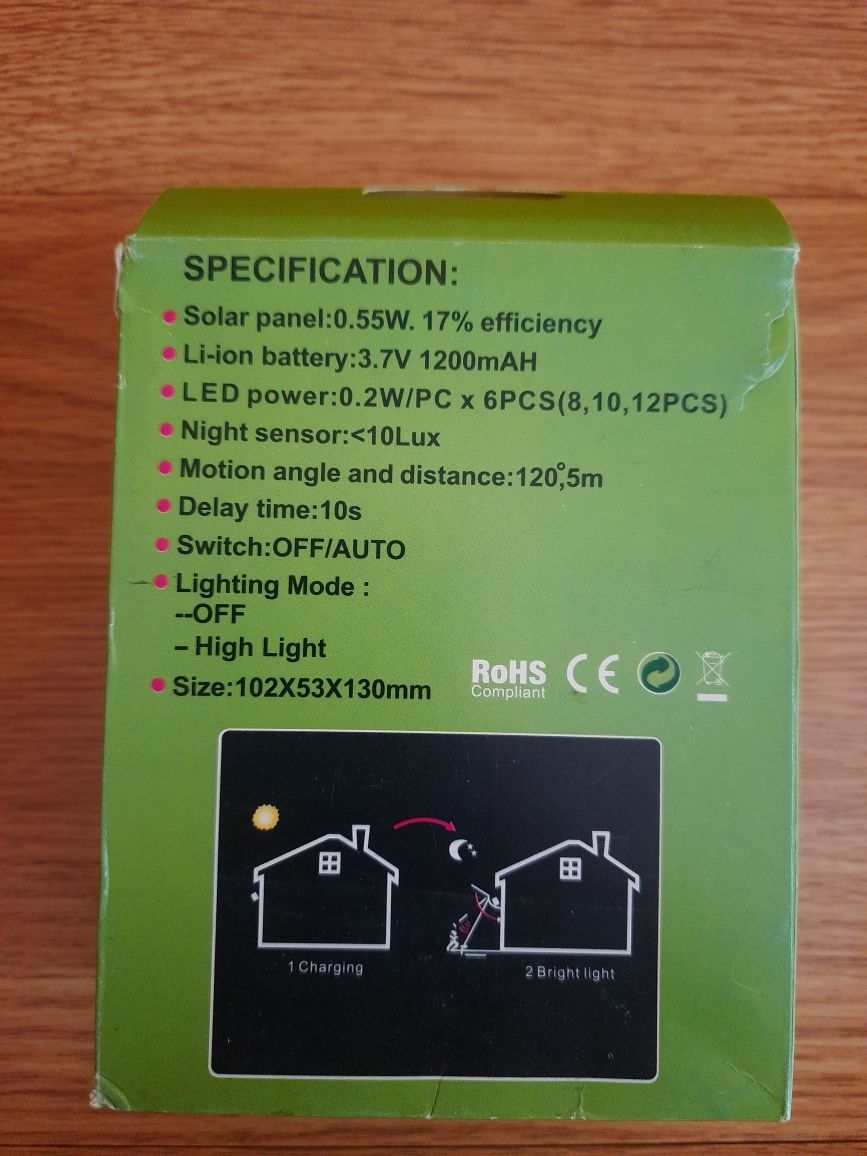 SPECIFICATION:
Solar panel:0.55W. 17% efficiency
Li-ion battery:3.7V 1200mAH
LED power:0.2W/PC x 6PCS(8,10,12PCS)
Night sensor:<10Lux
Motion angle and distance:120°,5m
Delay time:10s
Switch:OFF/AUTO
Lighting Mode :
--OFF
– High Light
Size:102X53X130mm
RoHS
Compliant
CE
1 Charging
2 Bright light